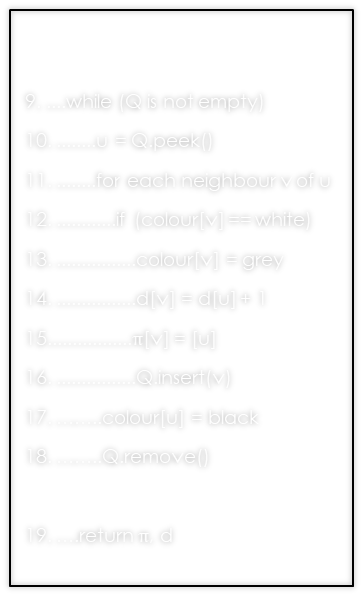 9. ....while (Q is not empty)
10. ........u = Q.peek()
11. ........for each neighbour v of u
12. ...........if (colour[v] == white)
13. ...............colour[v] = grey
14. ...............d[v] = d[u] + 1
15. ..............π[v] = [u]
16. ...............Q.insert(v)
17. .........colour[u] = black
18. .........Q.remove()
19. ....return π, d